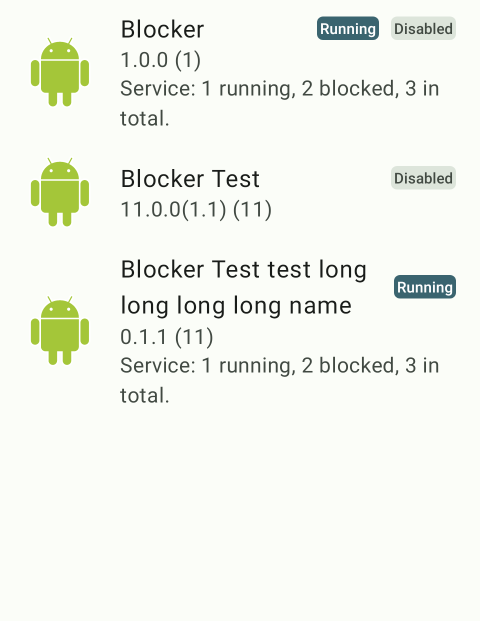 Blocker Running Disabled
1.0.0 (1)
Service: 1 running, 2 blocked, 3 in
total.
Blocker Test Disabled
11.0.0(1.1) (11)
Blocker Test test long
long long long name Running
0.1.1 (11)
Service: 1 running, 2 blocked, 3 in
total.